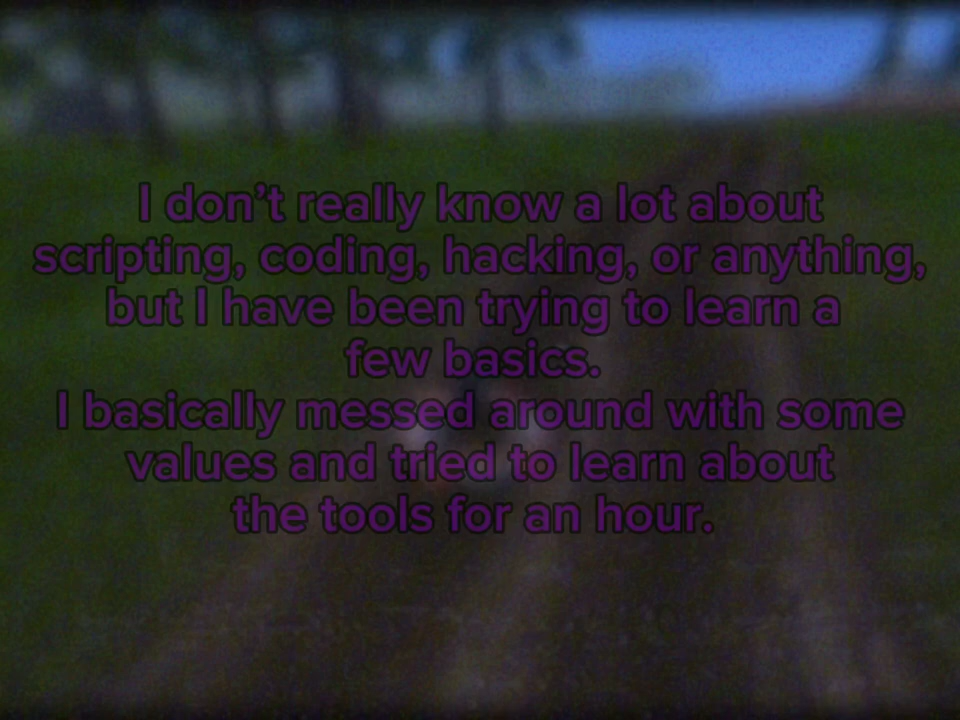 I don’t really know a lot about
scripting, coding, hacking, or anything,
but I have been trying to learn a
few basics.
I basically messed around with some
values and tried to learn about
the tools for an hour.